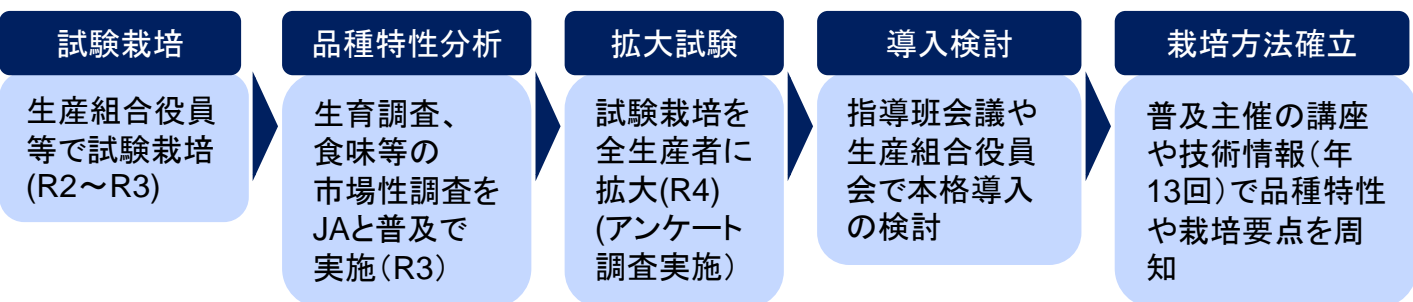 試験栽培
生産組合役員
等で試験栽培
(R2～R3)
品種特性分析
生育調査、
食味等の
市場性調査を
JAと普及で
実施（R3）
拡大試験
試験栽培を
全生産者に
拡大(R4)
(アンケート
調査実施）
導入検討
指導班会議や
生産組合役員
会で本格導入
の検討
栽培方法確立
普及主催の講座
や技術情報（年
13回）で品種特性
や栽培要点を周
知